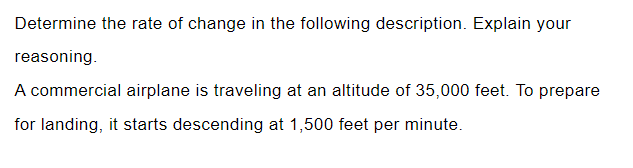 Determine the rate of change in the following description. Explain your
reasoning.
A commercial airplane is traveling at an altitude of 35,000 feet. To prepare
for landing, it starts descending at 1,500 feet per minute.